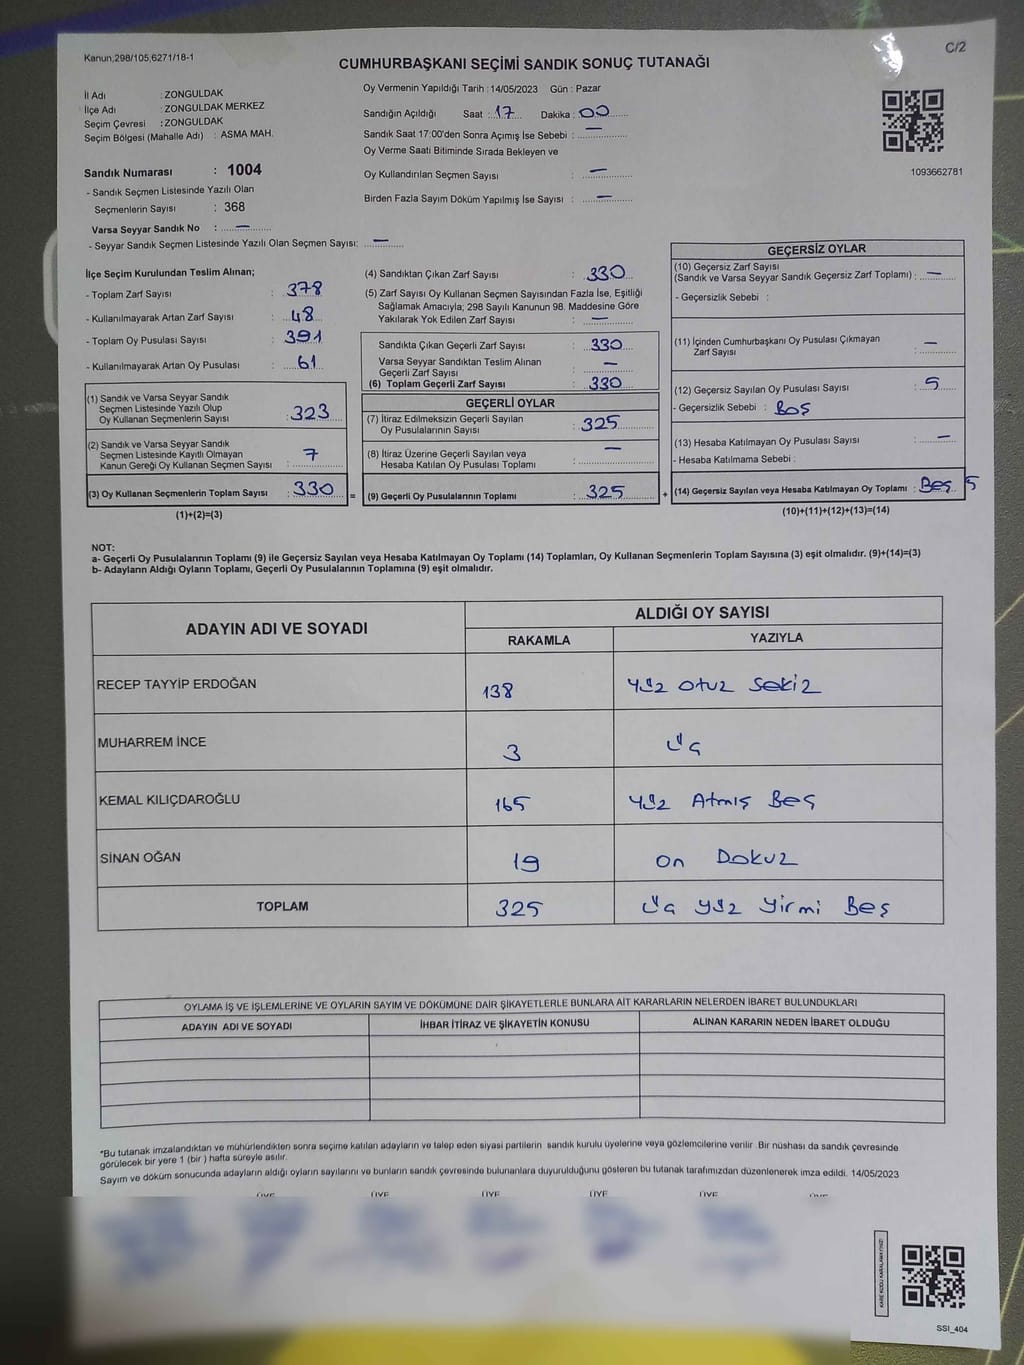 Kanun;298/105,6271/18-1
C/2
CUMHURBAŞKANI SEÇİMİ SANDIK SONUÇ TUTANAĞI
İl Adı : ZONGULDAK
İlçe Adı : ZONGULDAK MERKEZ
Seçim Çevresi : ZONGULDAK
Seçim Bölgesi (Mahalle Adı) : ASMA MAH.
Sandık Numarası : 1004
- Sandık Seçmen Listesinde Yazılı Olan
Seçmenlerin Sayısı : 368
Varsa Seyyar Sandık No : —
- Seyyar Sandık Seçmen Listesinde Yazılı Olan Seçmen Sayısı: —
Oy Vermenin Yapıldığı Tarih : 14/05/2023 Gün : Pazar
Sandığın Açıldığı Saat : 17 Dakika : 00
Sandık Saat 17:00'den Sonra Açımış İse Sebebi : —
Oy Verme Saati Bitiminde Sırada Bekleyen ve
Oy Kullandırılan Seçmen Sayısı : —
Birden Fazla Sayım Döküm Yapılmış İse Sayısı : —
1093662781
İlçe Seçim Kurulundan Teslim Alınan;
- Toplam Zarf Sayısı : 378
- Kullanılmayarak Artan Zarf Sayısı : 48
- Toplam Oy Pusulası Sayısı : 391
- Kullanılmayarak Artan Oy Pusulası : 61
(1) Sandık ve Varsa Seyyar Sandık
Seçmen Listesinde Yazılı Olup
Oy Kullanan Seçmenlerin Sayısı : 323
(2) Sandık ve Varsa Seyyar Sandık
Seçmen Listesinde Kayıtlı Olmayan
Kanun Gereği Oy Kullanan Seçmen Sayısı : 7
(3) Oy Kullanan Seçmenlerin Toplam Sayısı : 330 =
(1)+(2)=(3)
(4) Sandıktan Çıkan Zarf Sayısı : 330
(5) Zarf Sayısı Oy Kullanan Seçmen Sayısından Fazla İse, Eşitliği
Sağlamak Amacıyla; 298 Sayılı Kanunun 98. Maddesine Göre
Yakılarak Yok Edilen Zarf Sayısı : —
Sandıkta Çıkan Geçerli Zarf Sayısı : 330
Varsa Seyyar Sandıktan Teslim Alınan
Geçerli Zarf Sayısı : —
(6) Toplam Geçerli Zarf Sayısı : 330
GEÇERLİ OYLAR
(7) İtiraz Edilmeksizin Geçerli Sayılan
Oy Pusulalarının Sayısı : 325
(8) İtiraz Üzerine Geçerli Sayılan veya
Hesaba Katılan Oy Pusulası Toplamı : —
(9) Geçerli Oy Pusulalarının Toplamı : 325 +
GEÇERSİZ OYLAR
(10) Geçersiz Zarf Sayısı
(Sandık ve Varsa Seyyar Sandık Geçersiz Zarf Toplamı) : —
- Geçersizlik Sebebi :
(11) İçinden Cumhurbaşkanı Oy Pusulası Çıkmayan
Zarf Sayısı : —
(12) Geçersiz Sayılan Oy Pusulası Sayısı : 5
- Geçersizlik Sebebi : Boş
(13) Hesaba Katılmayan Oy Pusulası Sayısı : —
- Hesaba Katılmama Sebebi :
(14) Geçersiz Sayılan veya Hesaba Katılmayan Oy Toplamı : Beş 5
(10)+(11)+(12)+(13)=(14)
NOT:
a- Geçerli Oy Pusulalarının Toplamı (9) ile Geçersiz Sayılan veya Hesaba Katılmayan Oy Toplamı (14) Toplamları, Oy Kullanan Seçmenlerin Toplam Sayısına (3) eşit olmalıdır. (9)+(14)=(3)
b- Adayların Aldığı Oyların Toplamı, Geçerli Oy Pusulalarının Toplamına (9) eşit olmalıdır.
ADAYIN ADI VE SOYADI
ALDIĞI OY SAYISI
RAKAMLA YAZIYLA
RECEP TAYYİP ERDOĞAN 138 Yüz otuz sekiz
MUHARREM İNCE 3 Üç
KEMAL KILIÇDAROĞLU 165 Yüz Atmış Beş
SİNAN OĞAN 19 on Dokuz
TOPLAM 325 Üç yüz Yirmi Beş
OYLAMA İŞ VE İŞLEMLERİNE VE OYLARIN SAYIM VE DÖKÜMÜNE DAİR ŞİKAYETLERLE BUNLARA AİT KARARLARIN NELERDEN İBARET BULUNDUKLARI
ADAYIN ADI VE SOYADI İHBAR İTİRAZ VE ŞİKAYETİN KONUSU ALINAN KARARIN NEDEN İBARET OLDUĞU
*Bu tutanak imzalandıktan ve mühürlendikten sonra seçime katılan adayların ve talep eden siyasi partilerin sandık kurulu üyelerine veya gözlemcilerine verilir. Bir nüshası da sandık çevresinde
görülecek bir yere 1 (bir) hafta süreyle asılır.
Sayım ve döküm sonucunda adayların aldığı oyların sayılarını ve bunların sandık çevresinde bulunanlara duyurulduğunu gösteren bu tutanak tarafımızdan düzenlenerek imza edildi. 14/05/2023
ÜYE ÜYE ÜYE ÜYE ÜYE
KARE KODU KARALAMAYINIZ!
SSI_404